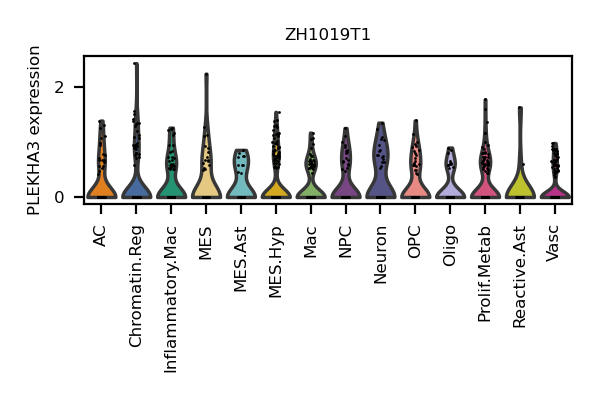 ZH1019T1
PLEKHA3 expression
2
0
AC
Chromatin.Reg
Inflammatory.Mac
MES
MES.Ast
MES.Hyp
Mac
NPC
Neuron
OPC
Oligo
Prolif.Metab
Reactive.Ast
Vasc